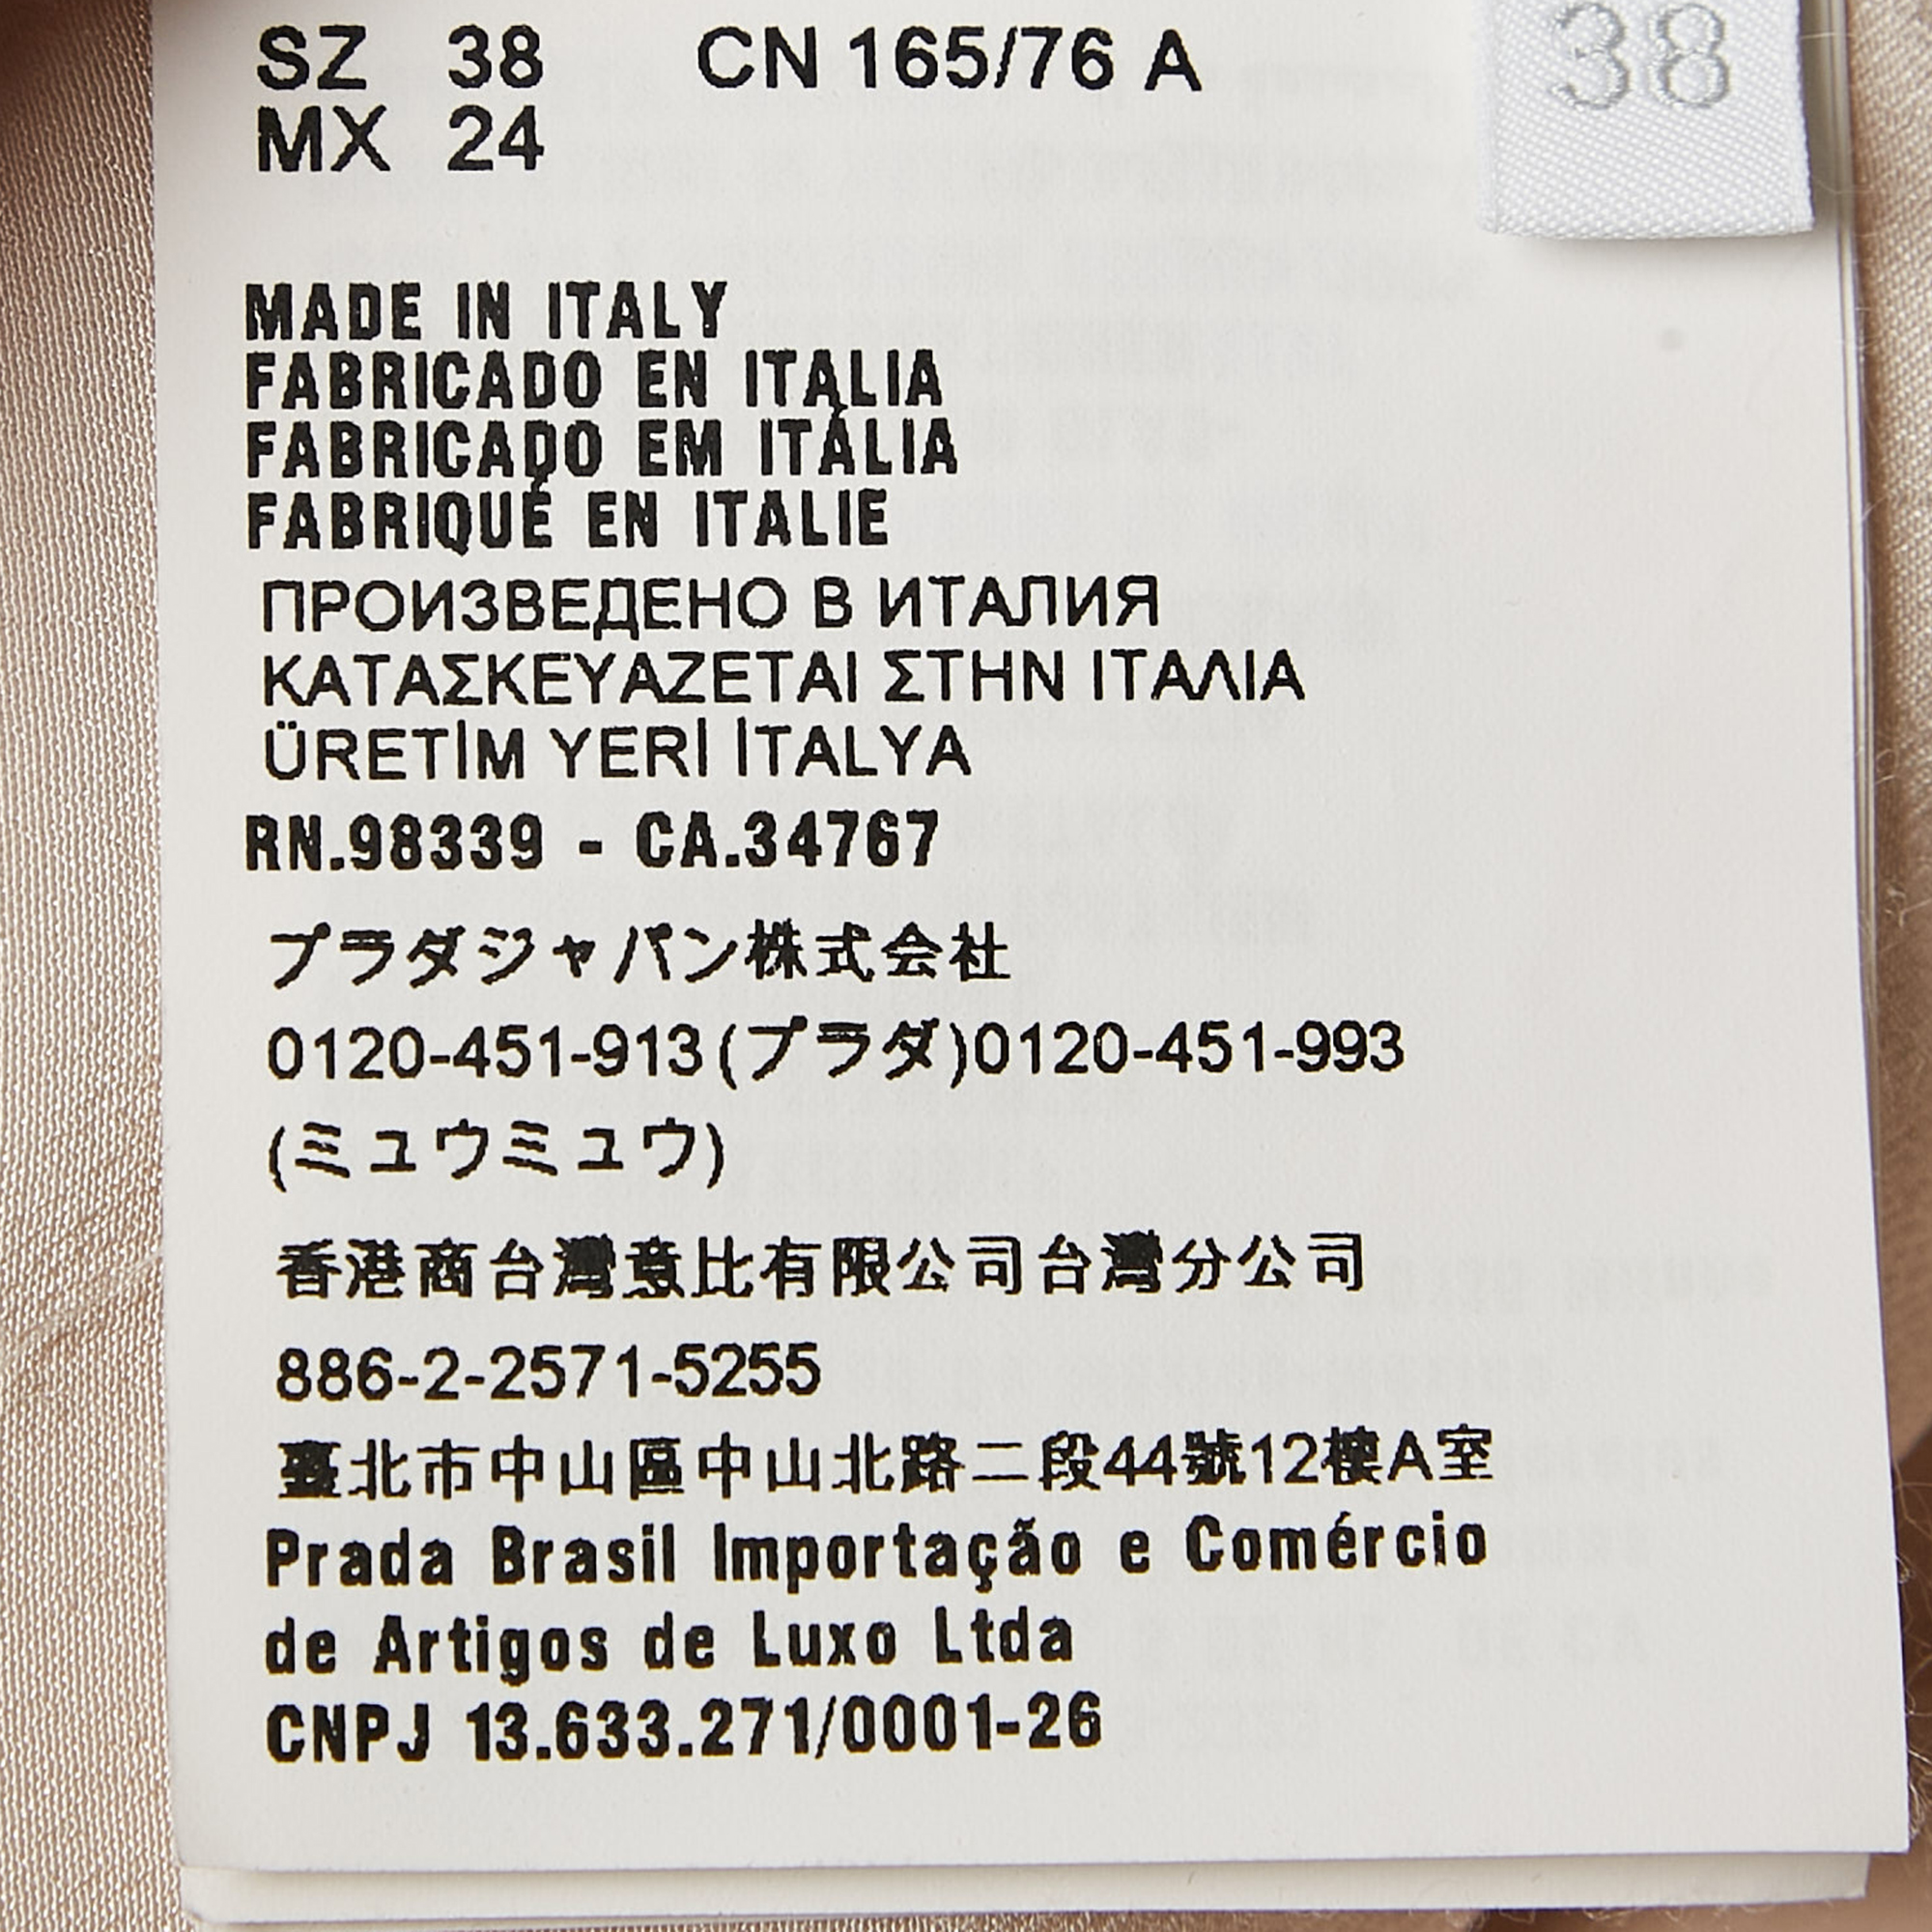 SZ 38 CN 165/76 A
38
MX 24
MADE IN ITALY
FABRICADO EN ITALIA
FABRICADO EM ITÁLIA
FABRIQUÉ EN ITALIE
ПРОИЗВЕДЕНО В ИТАЛИЯ
ΚΑΤΑΣΚΕΥΑΖΕΤΑΙ ΣΤΗΝ ΙΤΑΛΙΑ
ÜRETİM YERİ İTALYA
RN.98339 - CA.34767
プラダジャパン株式会社
0120-451-913(プラダ)0120-451-993
(ミュウミュウ)
香港商台灣意比有限公司台灣分公司
886-2-2571-5255
臺北市中山區中山北路二段44號12樓A室
Prada Brasil Importação e Comércio
de Artigos de Luxo Ltda
CNPJ 13.633.271/0001-26